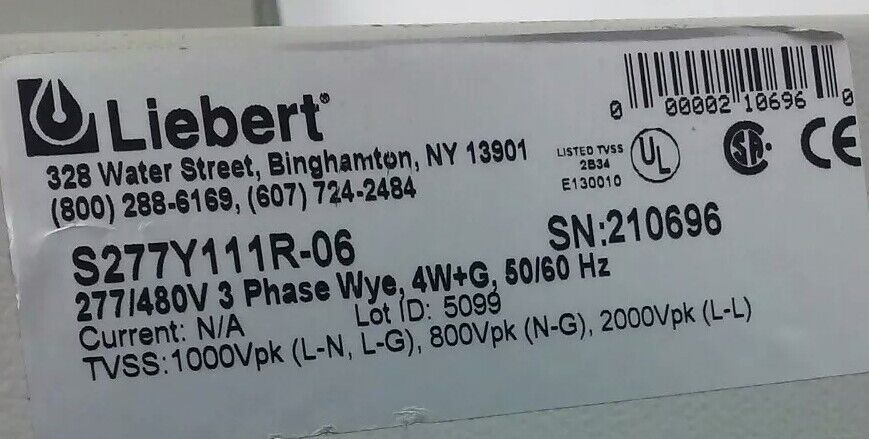 Liebert®
328 Water Street, Binghamton, NY 13901
(800) 288-6169, (607) 724-2484
LISTED TVSS
2B34
E130010
UL
0 00002 10696 0
SA
CE
S277Y111R-06
SN:210696
277/480V 3 Phase Wye, 4W+G, 50/60 Hz
Current: N/A Lot ID: 5099
TVSS:1000Vpk (L-N, L-G), 800Vpk (N-G), 2000Vpk (L-L)